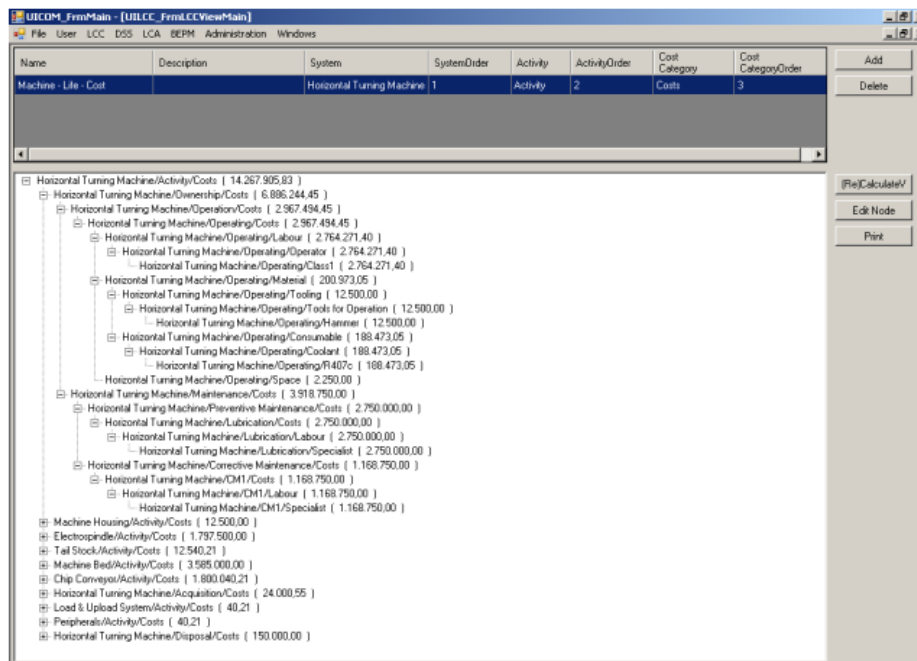 UICOM_FrmMain - [UILCC_FrmLCCViewMain]
File User LCC DSS LCA BEPM Administration Windows
Name Description System SystemOrder Activity ActivityOrder Cost Category Cost CategoryOrder
Machine - Life - Cost Horizontal Turning Machine 1 Activity 2 Costs 3
Add
Delete
(Re)CalculateV
Edit Node
Print
Horizontal Turning Machine/Activity/Costs ( 14.267.905,83 )
Horizontal Turning Machine/Ownership/Costs ( 6.886.244,45 )
Horizontal Turning Machine/Operation/Costs ( 2.967.494,45 )
Horizontal Turning Machine/Operating/Costs ( 2.967.494,45 )
Horizontal Turning Machine/Operating/Labour ( 2.764.271,40 )
Horizontal Turning Machine/Operating/Operator ( 2.764.271,40 )
Horizontal Turning Machine/Operating/Class1 ( 2.764.271,40 )
Horizontal Turning Machine/Operating/Material ( 200.973,05 )
Horizontal Turning Machine/Operating/Tooling ( 12.500,00 )
Horizontal Turning Machine/Operating/Tools for Operation ( 12.500,00 )
Horizontal Turning Machine/Operating/Hammer ( 12.500,00 )
Horizontal Turning Machine/Operating/Consumable ( 188.473,05 )
Horizontal Turning Machine/Operating/Coolant ( 188.473,05 )
Horizontal Turning Machine/Operating/R407c ( 188.473,05 )
Horizontal Turning Machine/Operating/Space ( 2.250,00 )
Horizontal Turning Machine/Maintenance/Costs ( 3.918.750,00 )
Horizontal Turning Machine/Preventive Maintenance/Costs ( 2.750.000,00 )
Horizontal Turning Machine/Lubrication/Costs ( 2.750.000,00 )
Horizontal Turning Machine/Lubrication/Labour ( 2.750.000,00 )
Horizontal Turning Machine/Lubrication/Specialist ( 2.750.000,00 )
Horizontal Turning Machine/Corrective Maintenance/Costs ( 1.168.750,00 )
Horizontal Turning Machine/CM1/Costs ( 1.168.750,00 )
Horizontal Turning Machine/CM1/Labour ( 1.168.750,00 )
Horizontal Turning Machine/CM1/Specialist ( 1.168.750,00 )
Machine Housing/Activity/Costs ( 12.500,00 )
Electrospindle/Activity/Costs ( 1.797.500,00 )
Tail Stock/Activity/Costs ( 12.540,21 )
Machine Bed/Activity/Costs ( 3.585.000,00 )
Chip Conveyor/Activity/Costs ( 1.800.040,21 )
Horizontal Turning Machine/Acquisition/Costs ( 24.000,55 )
Load & Upload System/Activity/Costs ( 40,21 )
Peripherals/Activity/Costs ( 40,21 )
Horizontal Turning Machine/Disposal/Costs ( 150.000,00 )